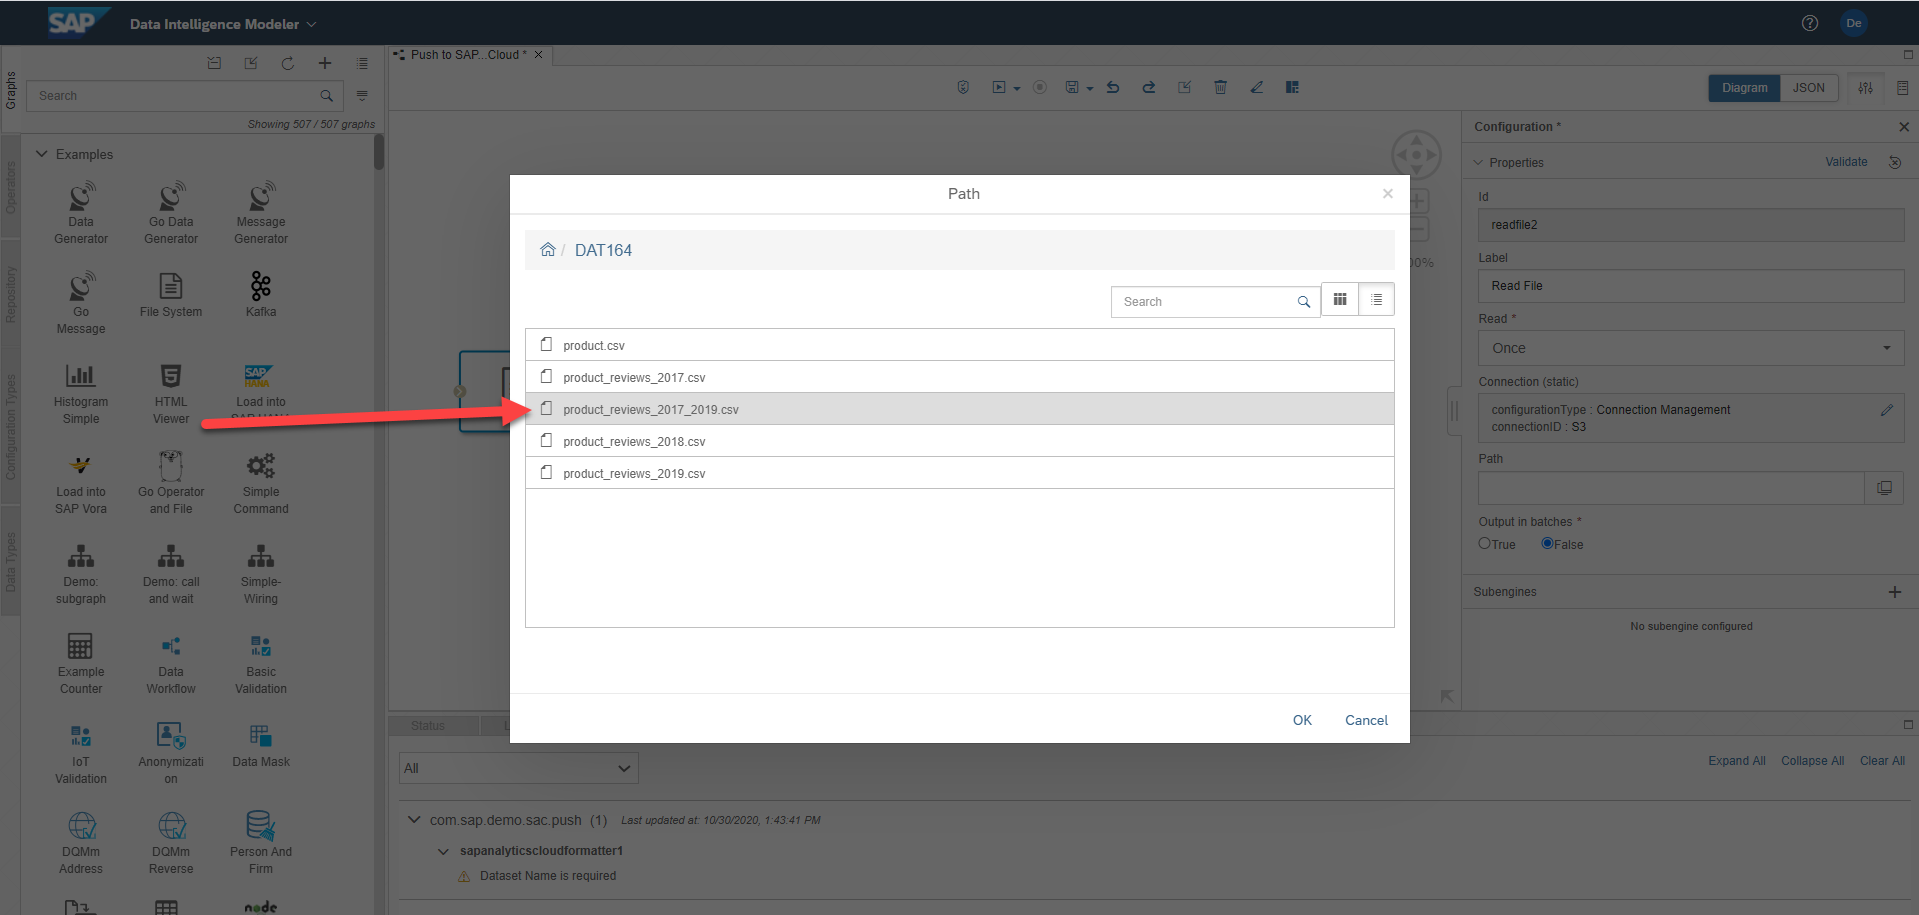 SAP
Data Intelligence Modeler
De
Graphs
Operators
Repository
Configuration Types
Data Types
Search
Showing 507 / 507 graphs
Examples
Data
Generator
Go Data
Generator
Message
Generator
Go
Message
File System
Kafka
Histogram
Simple
HTML
Viewer
SAP
HANA
Load into
SAP HANA
Load into
SAP Vora
Go Operator
and File
Simple
Command
Demo:
subgraph
Demo: call
and wait
Simple-
Wiring
Example
Counter
Data
Workflow
Basic
Validation
IoT
Validation
Anonymizati
on
Data Mask
DQMm
Address
DQMm
Reverse
Person And
Firm
node
Push to SAP...Cloud *
Diagram
JSON
Path
/ DAT164
Search
product.csv
product_reviews_2017.csv
product_reviews_2017_2019.csv
product_reviews_2018.csv
product_reviews_2019.csv
OK
Cancel
Configuration *
Properties
Validate
Id
readfile2
Label
Read File
Read *
Once
Connection (static)
configurationType : Connection Management
connectionID : S3
Path
Output in batches *
True
False
Subengines
No subengine configured
Status
All
Expand All
Collapse All
Clear All
com.sap.demo.sac.push (1) Last updated at: 10/30/2020, 1:43:41 PM
sapanalyticscloudformatter1
Dataset Name is required